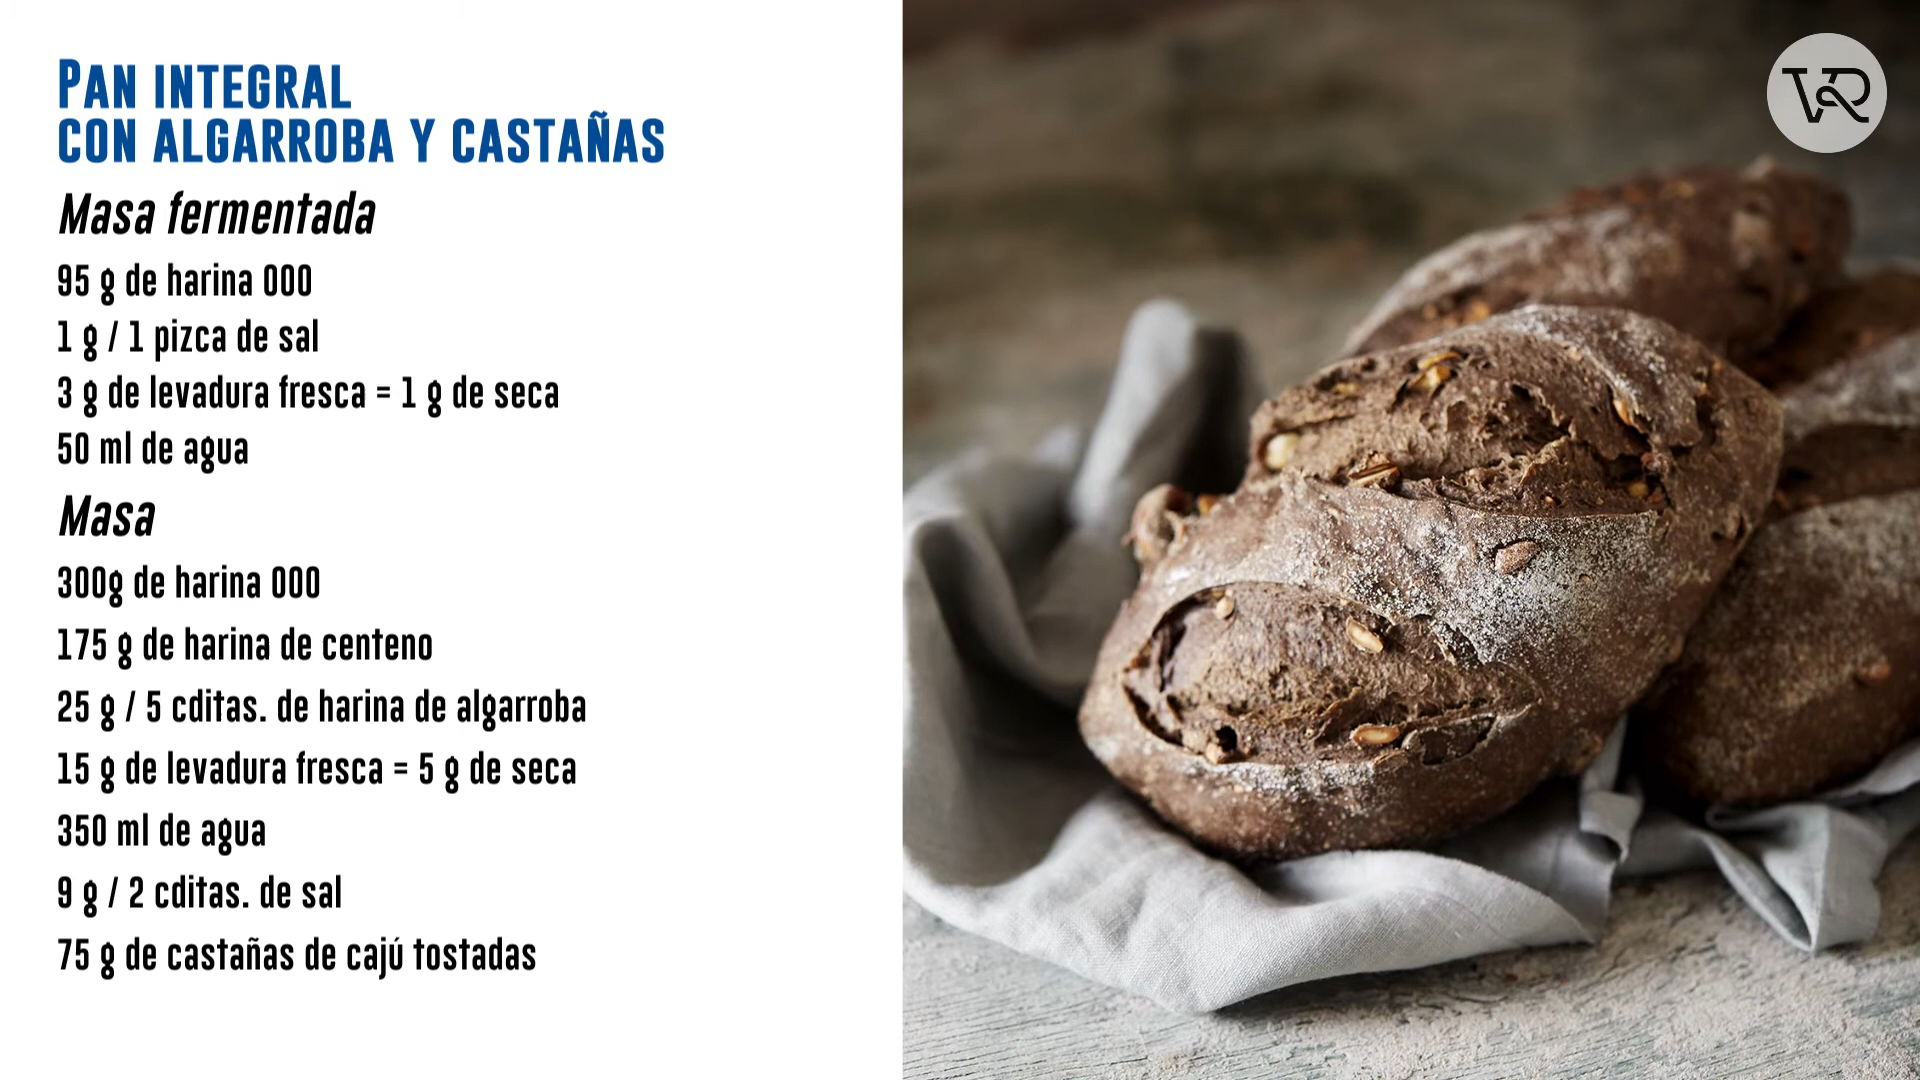 PAN INTEGRAL
CON ALGARROBA Y CASTAÑAS
Masa fermentada
95 g de harina 000
1 g / 1 pizca de sal
3 g de levadura fresca = 1 g de seca
50 ml de agua
Masa
300g de harina 000
175 g de harina de centeno
25 g / 5 cditas. de harina de algarroba
15 g de levadura fresca = 5 g de seca
350 ml de agua
9 g / 2 cditas. de sal
75 g de castañas de cajú tostadas
VaR